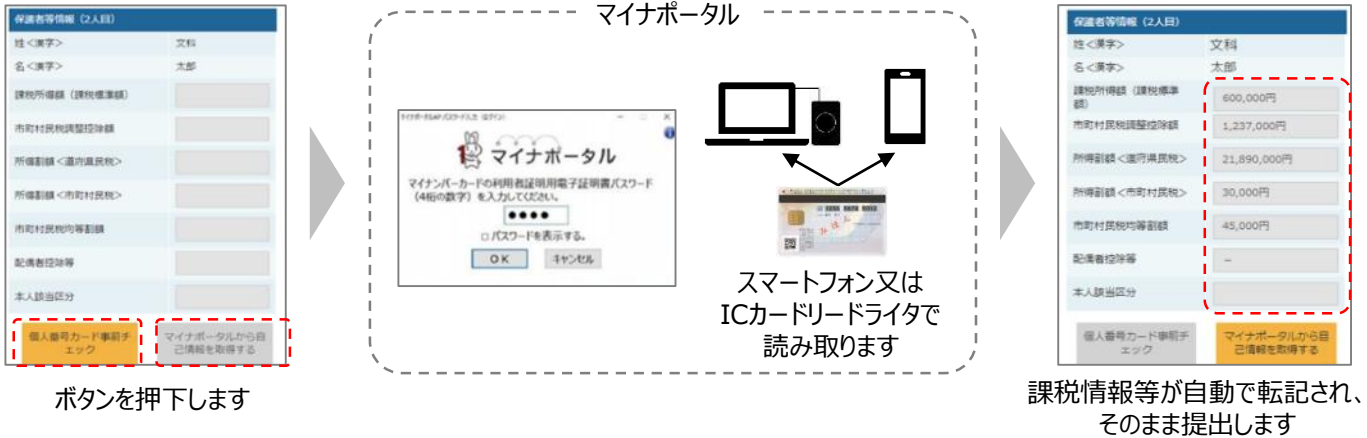 保護者等情報（2人目）
姓<漢字>
文科
名<漢字>
太郎
課税所得額（課税標準額）
市町村民税調整控除額
所得割額<道府県民税>
所得割額<市町村民税>
市町村民税均等割額
配偶者控除等
本人該当区分
個人番号カード事前チ
ェック
マイナポータルから自
己情報を取得する
ボタンを押下します
マイナポータル
マイナポータル
マイナンバーカードの利用者証明用電子証明書パスワード
（4桁の数字）を入力してください。
●●●●
□パスワードを表示する。
OK
キャンセル
スマートフォン又は
ICカードリードライタで
読み取ります
保護者等情報（2人目）
姓<漢字>
文科
名<漢字>
太郎
課税所得額（課税標準
額）
600,000円
市町村民税調整控除額
1,237,000円
所得割額<道府県民税>
21,890,000円
所得割額<市町村民税>
30,000円
市町村民税均等割額
45,000円
配偶者控除等
－
本人該当区分
個人番号カード事前チ
ェック
マイナポータルから自
己情報を取得する
課税情報等が自動で転記され、
そのまま提出します